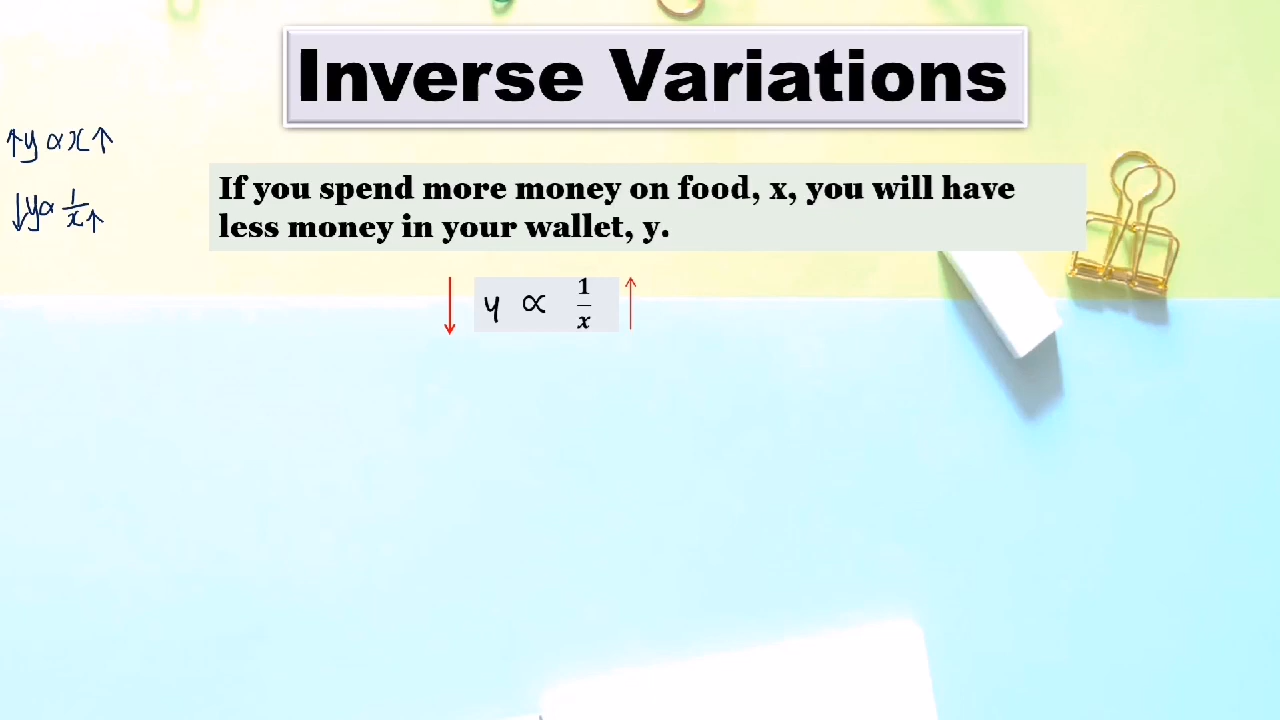 Inverse Variations
↑y ∝ x↑
↓y ∝ 1/x↑
If you spend more money on food, x, you will have
less money in your wallet, y.
↓ y ∝ 1/x ↑